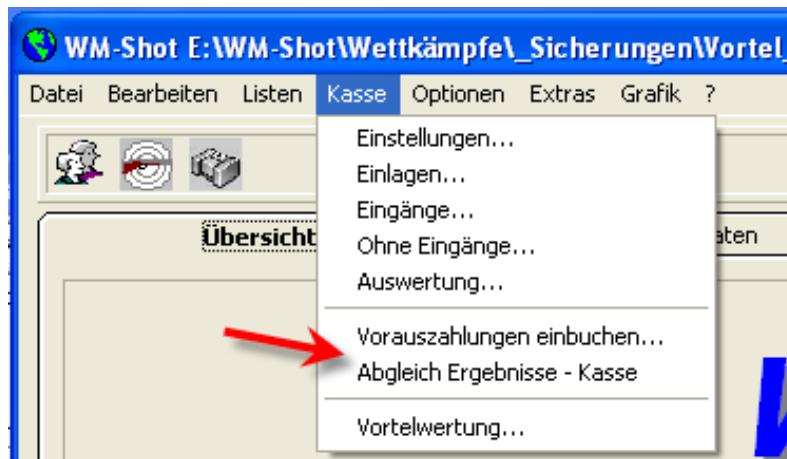 WM-Shot E:\WM-Shot\Wettkämpfe\_Sicherungen\Vortel_
Datei Bearbeiten Listen Kasse Optionen Extras Grafik ?
Einstellungen...
Einlagen...
Eingänge...
Ohne Eingänge...
Auswertung...
Vorauszahlungen einbuchen...
Abgleich Ergebnisse - Kasse
Vortelwertung...
Übersicht
aten